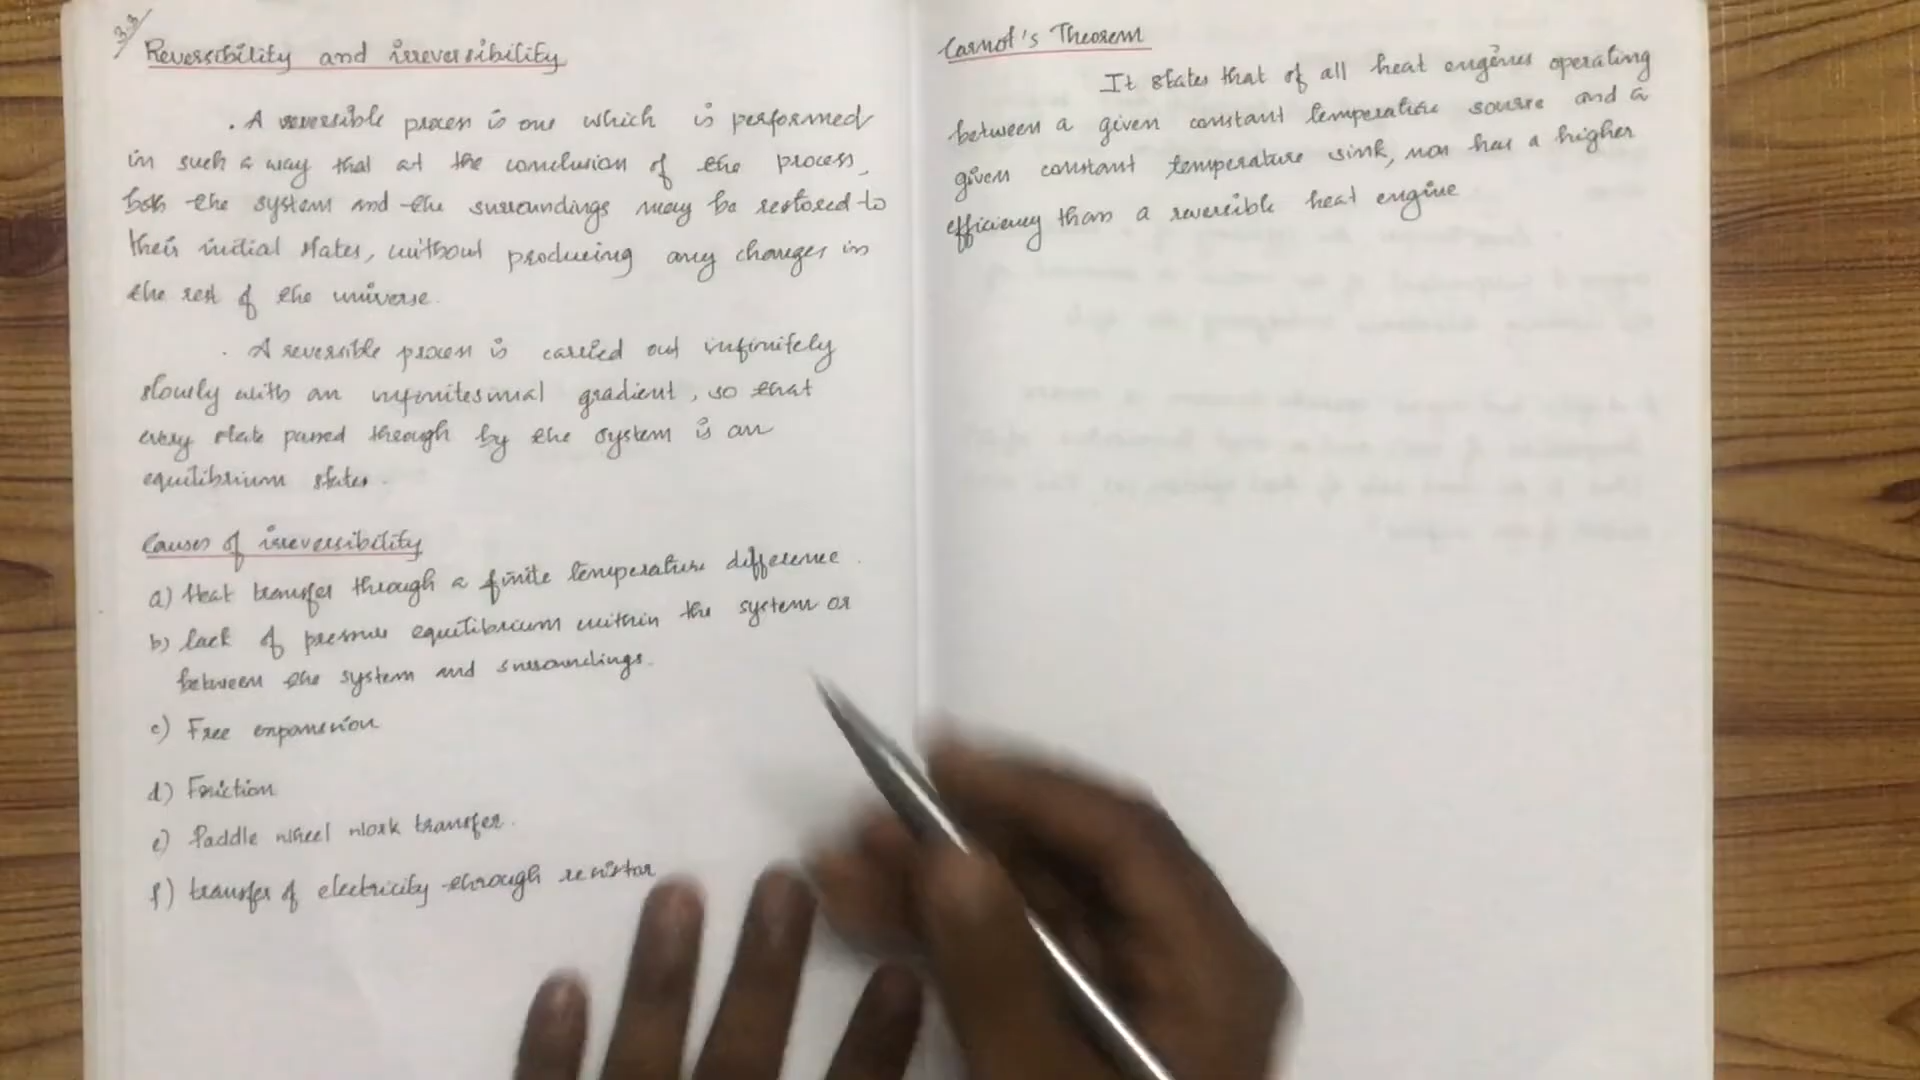 3.3
Reversibility and irreversibility
. A reversible process is one which is performed
in such a way that at the conclusion of the process,
both the system and the surroundings may be restored to
their initial states, without producing any changes in
the rest of the universe.
. A reversible process is carried out infinitely
slowly with an infinitesimal gradient, so that
every state passed through by the system is an
equilibrium states.
Causes of irreversibility
a) Heat transfer through a finite temperature difference.
b) lack of pressure equilibrium within the system or
between the system and surroundings.
c) Free expansion
d) Friction
e) Paddle wheel work transfer.
f) transfer of electricity through resistor
Carnot's Theorem
It states that of all heat engines operating
between a given constant temperature source and a
given constant temperature sink, non has a higher
efficiency than a reversible heat engine